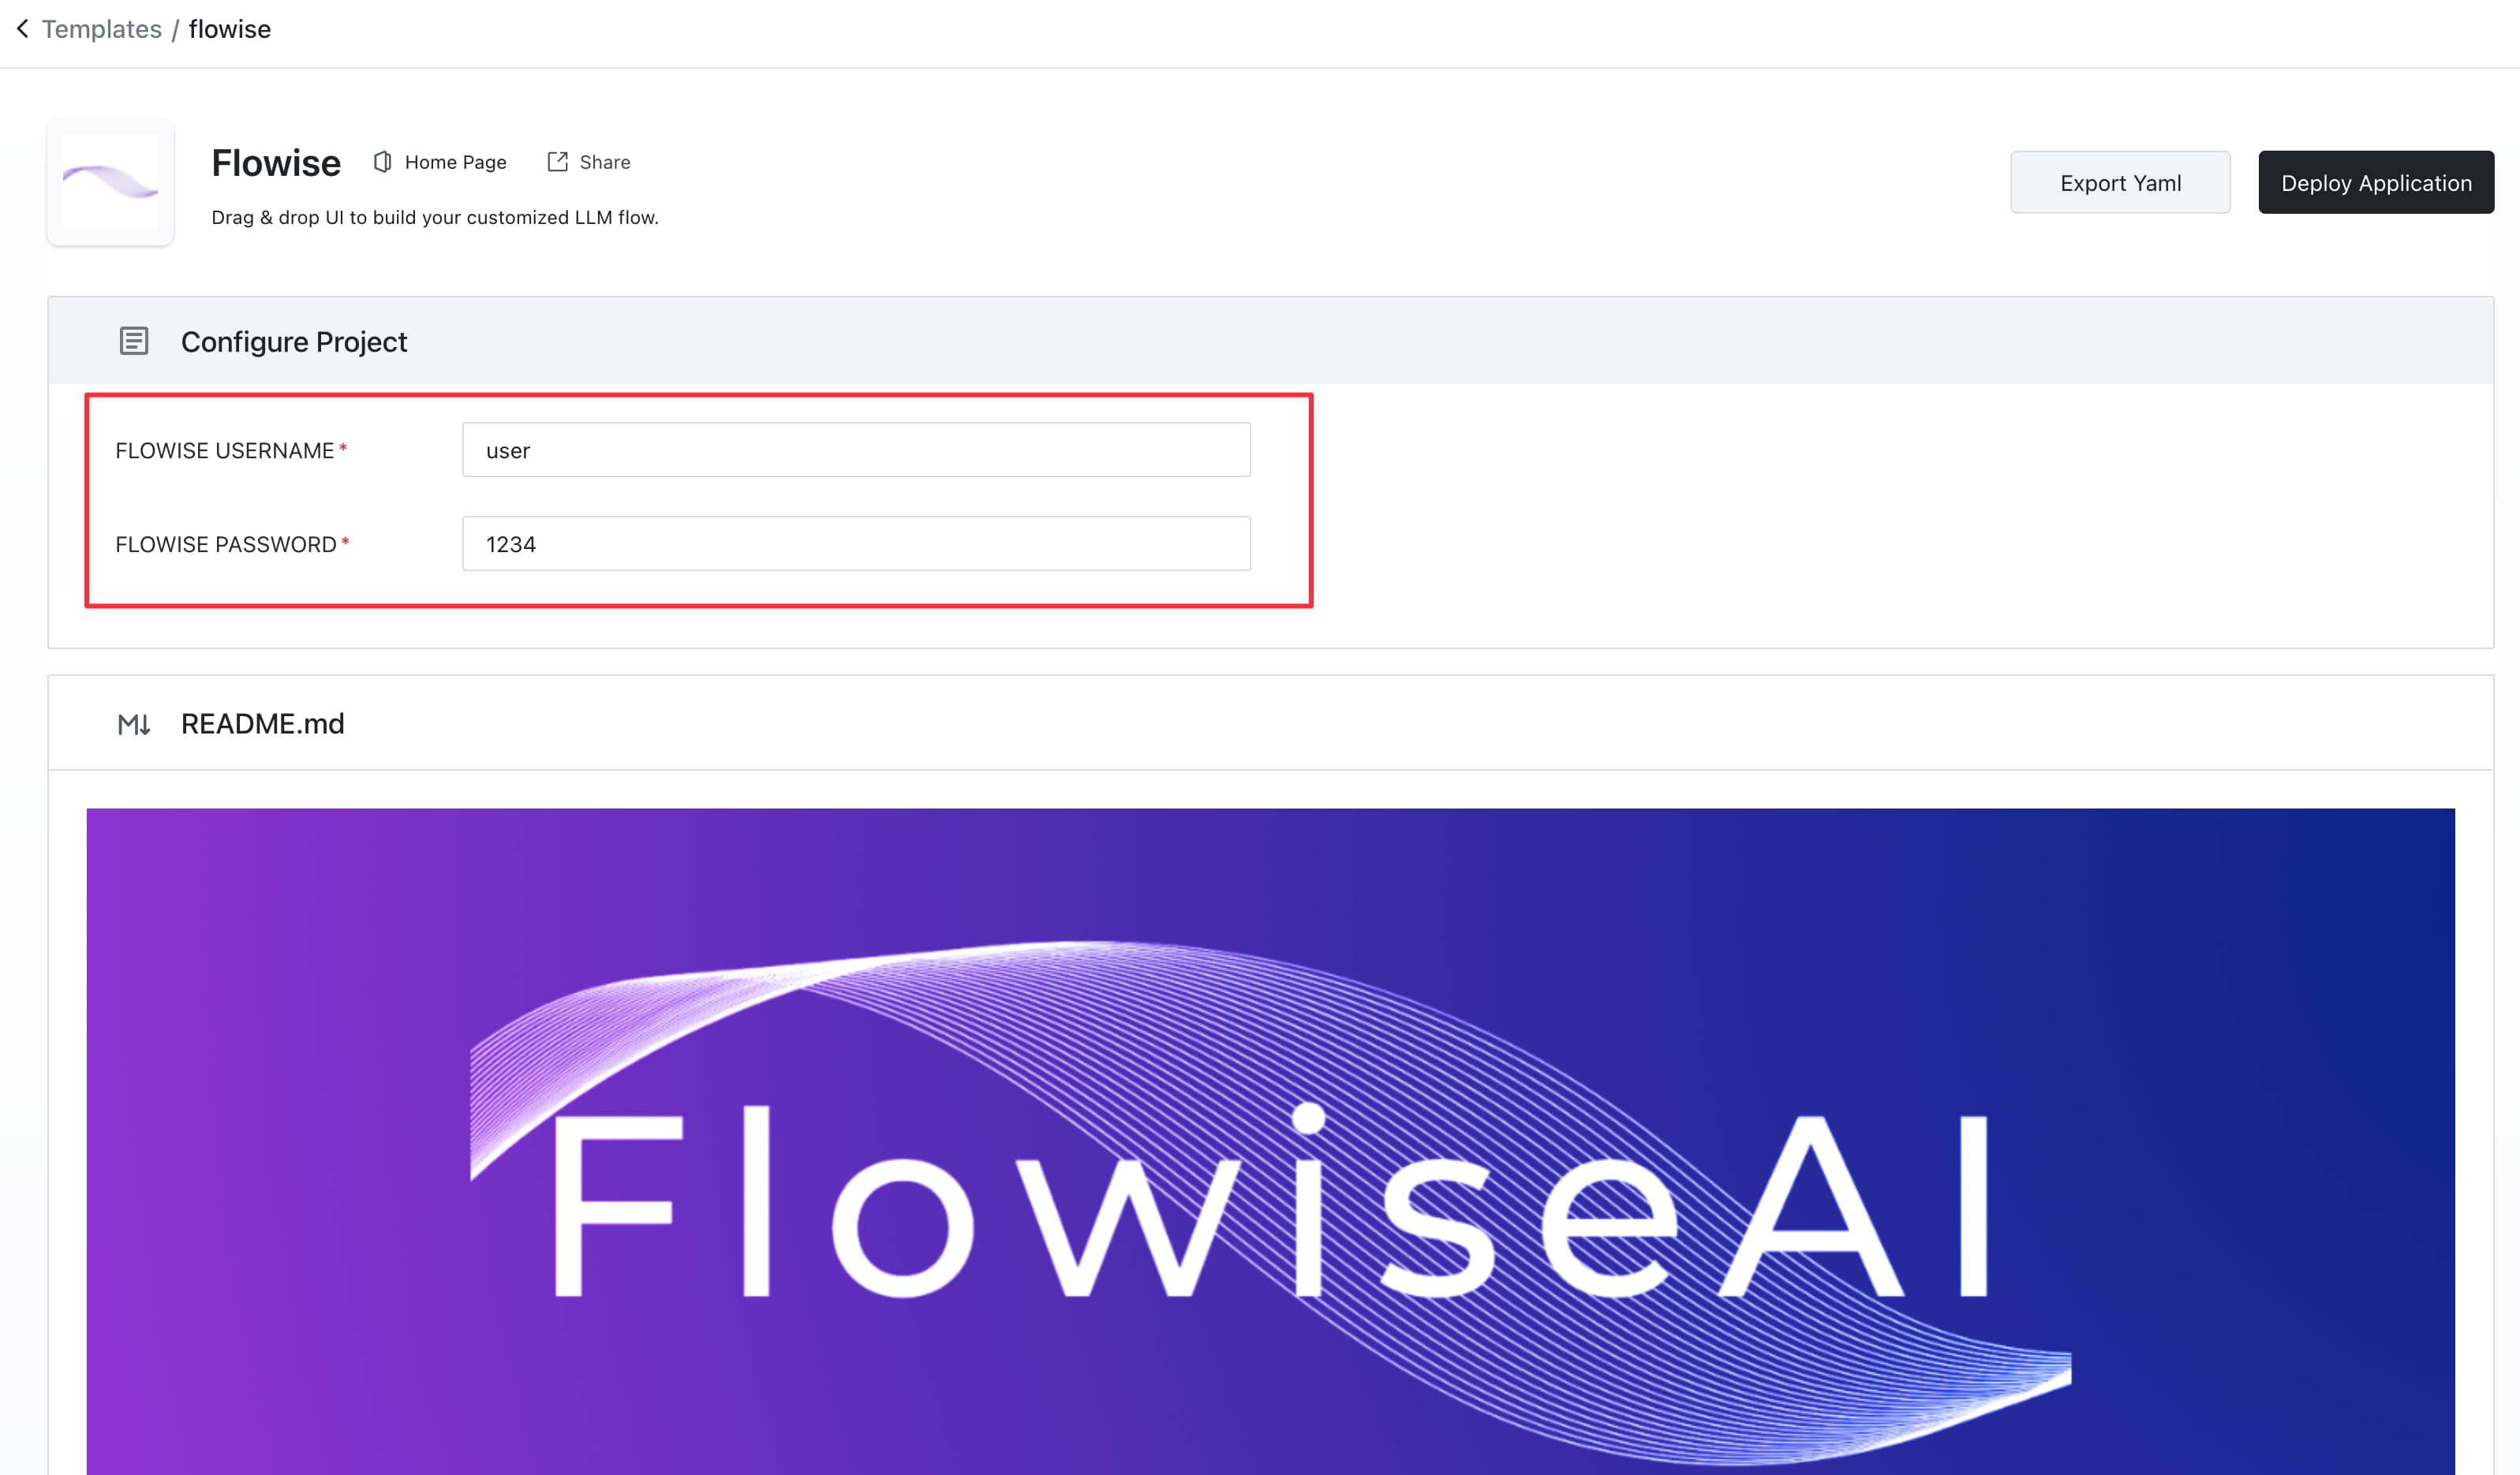 Templates / flowise
Flowise Home Page Share
Drag & drop UI to build your customized LLM flow.
Export Yaml
Deploy Application
Configure Project
FLOWISE USERNAME* user
FLOWISE PASSWORD* 1234
M↓ README.md
FlowiseAI